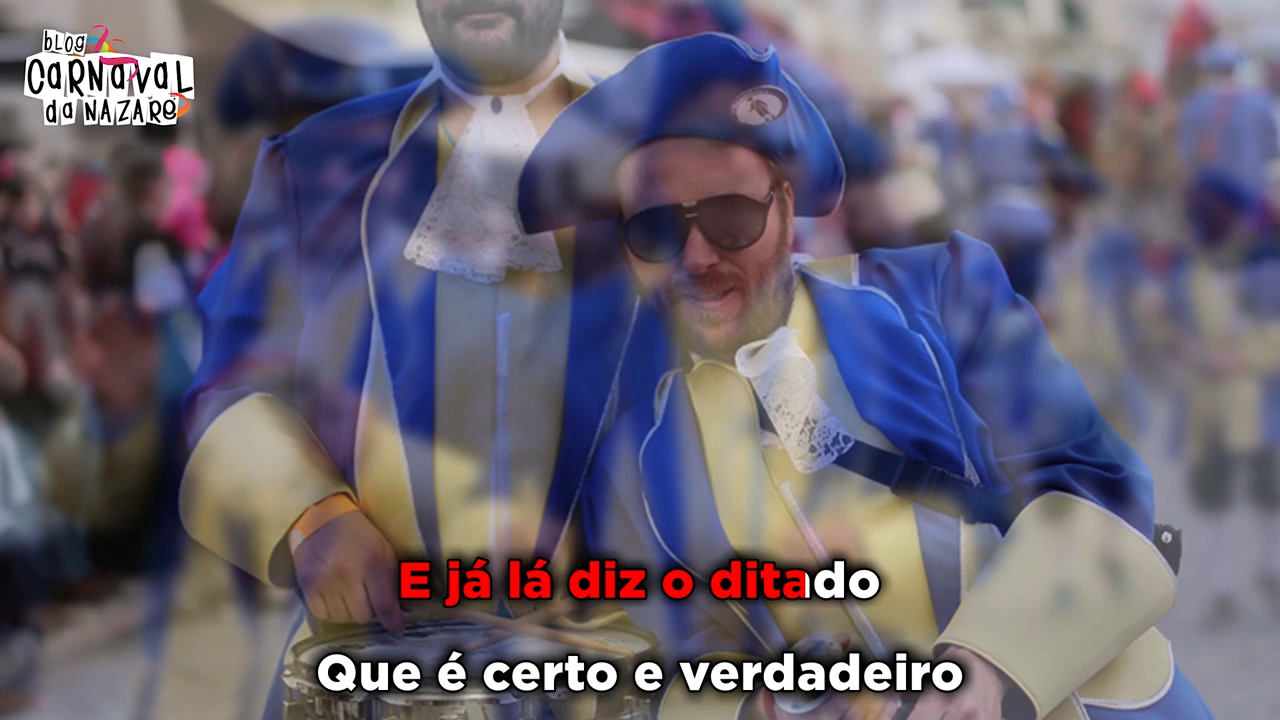 BLOG
CARNAVAL
da NAZARÉ
E já lá diz o ditado
Que é certo e verdadeiro